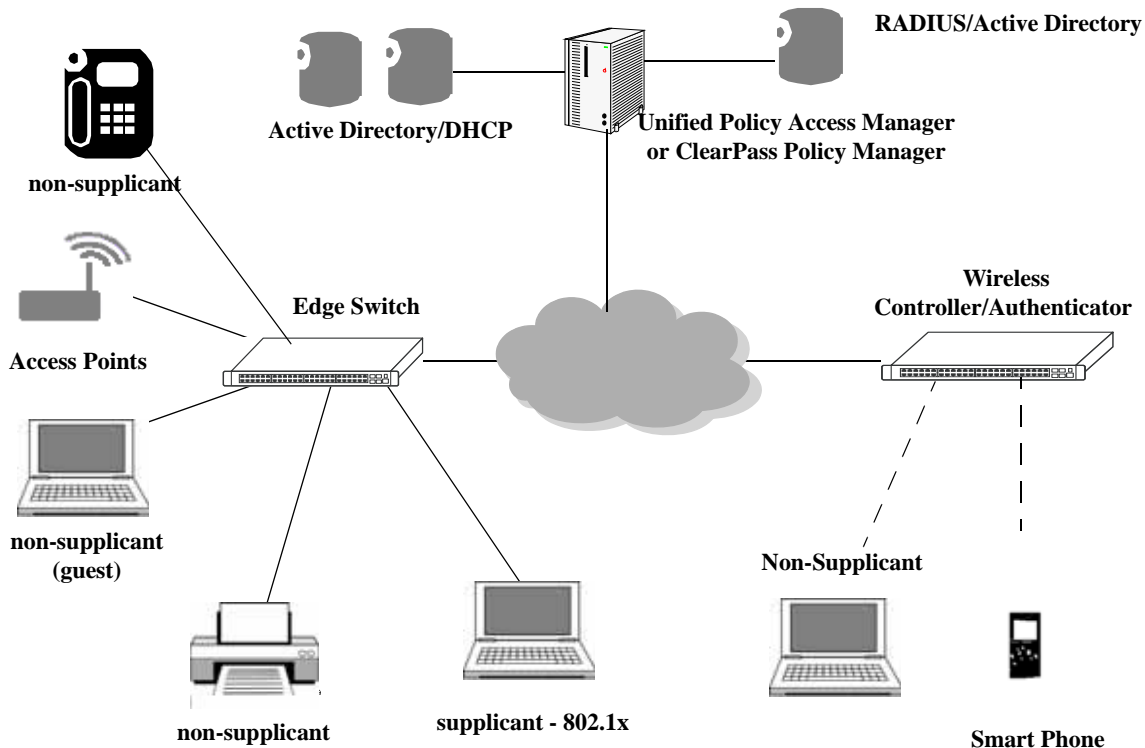 RADIUS/Active Directory
Active Directory/DHCP
Unified Policy Access Manager
or ClearPass Policy Manager
non-supplicant
Edge Switch
Wireless
Controller/Authenticator
Access Points
non-supplicant
(guest)
Non-Supplicant
non-supplicant
supplicant - 802.1x
Smart Phone